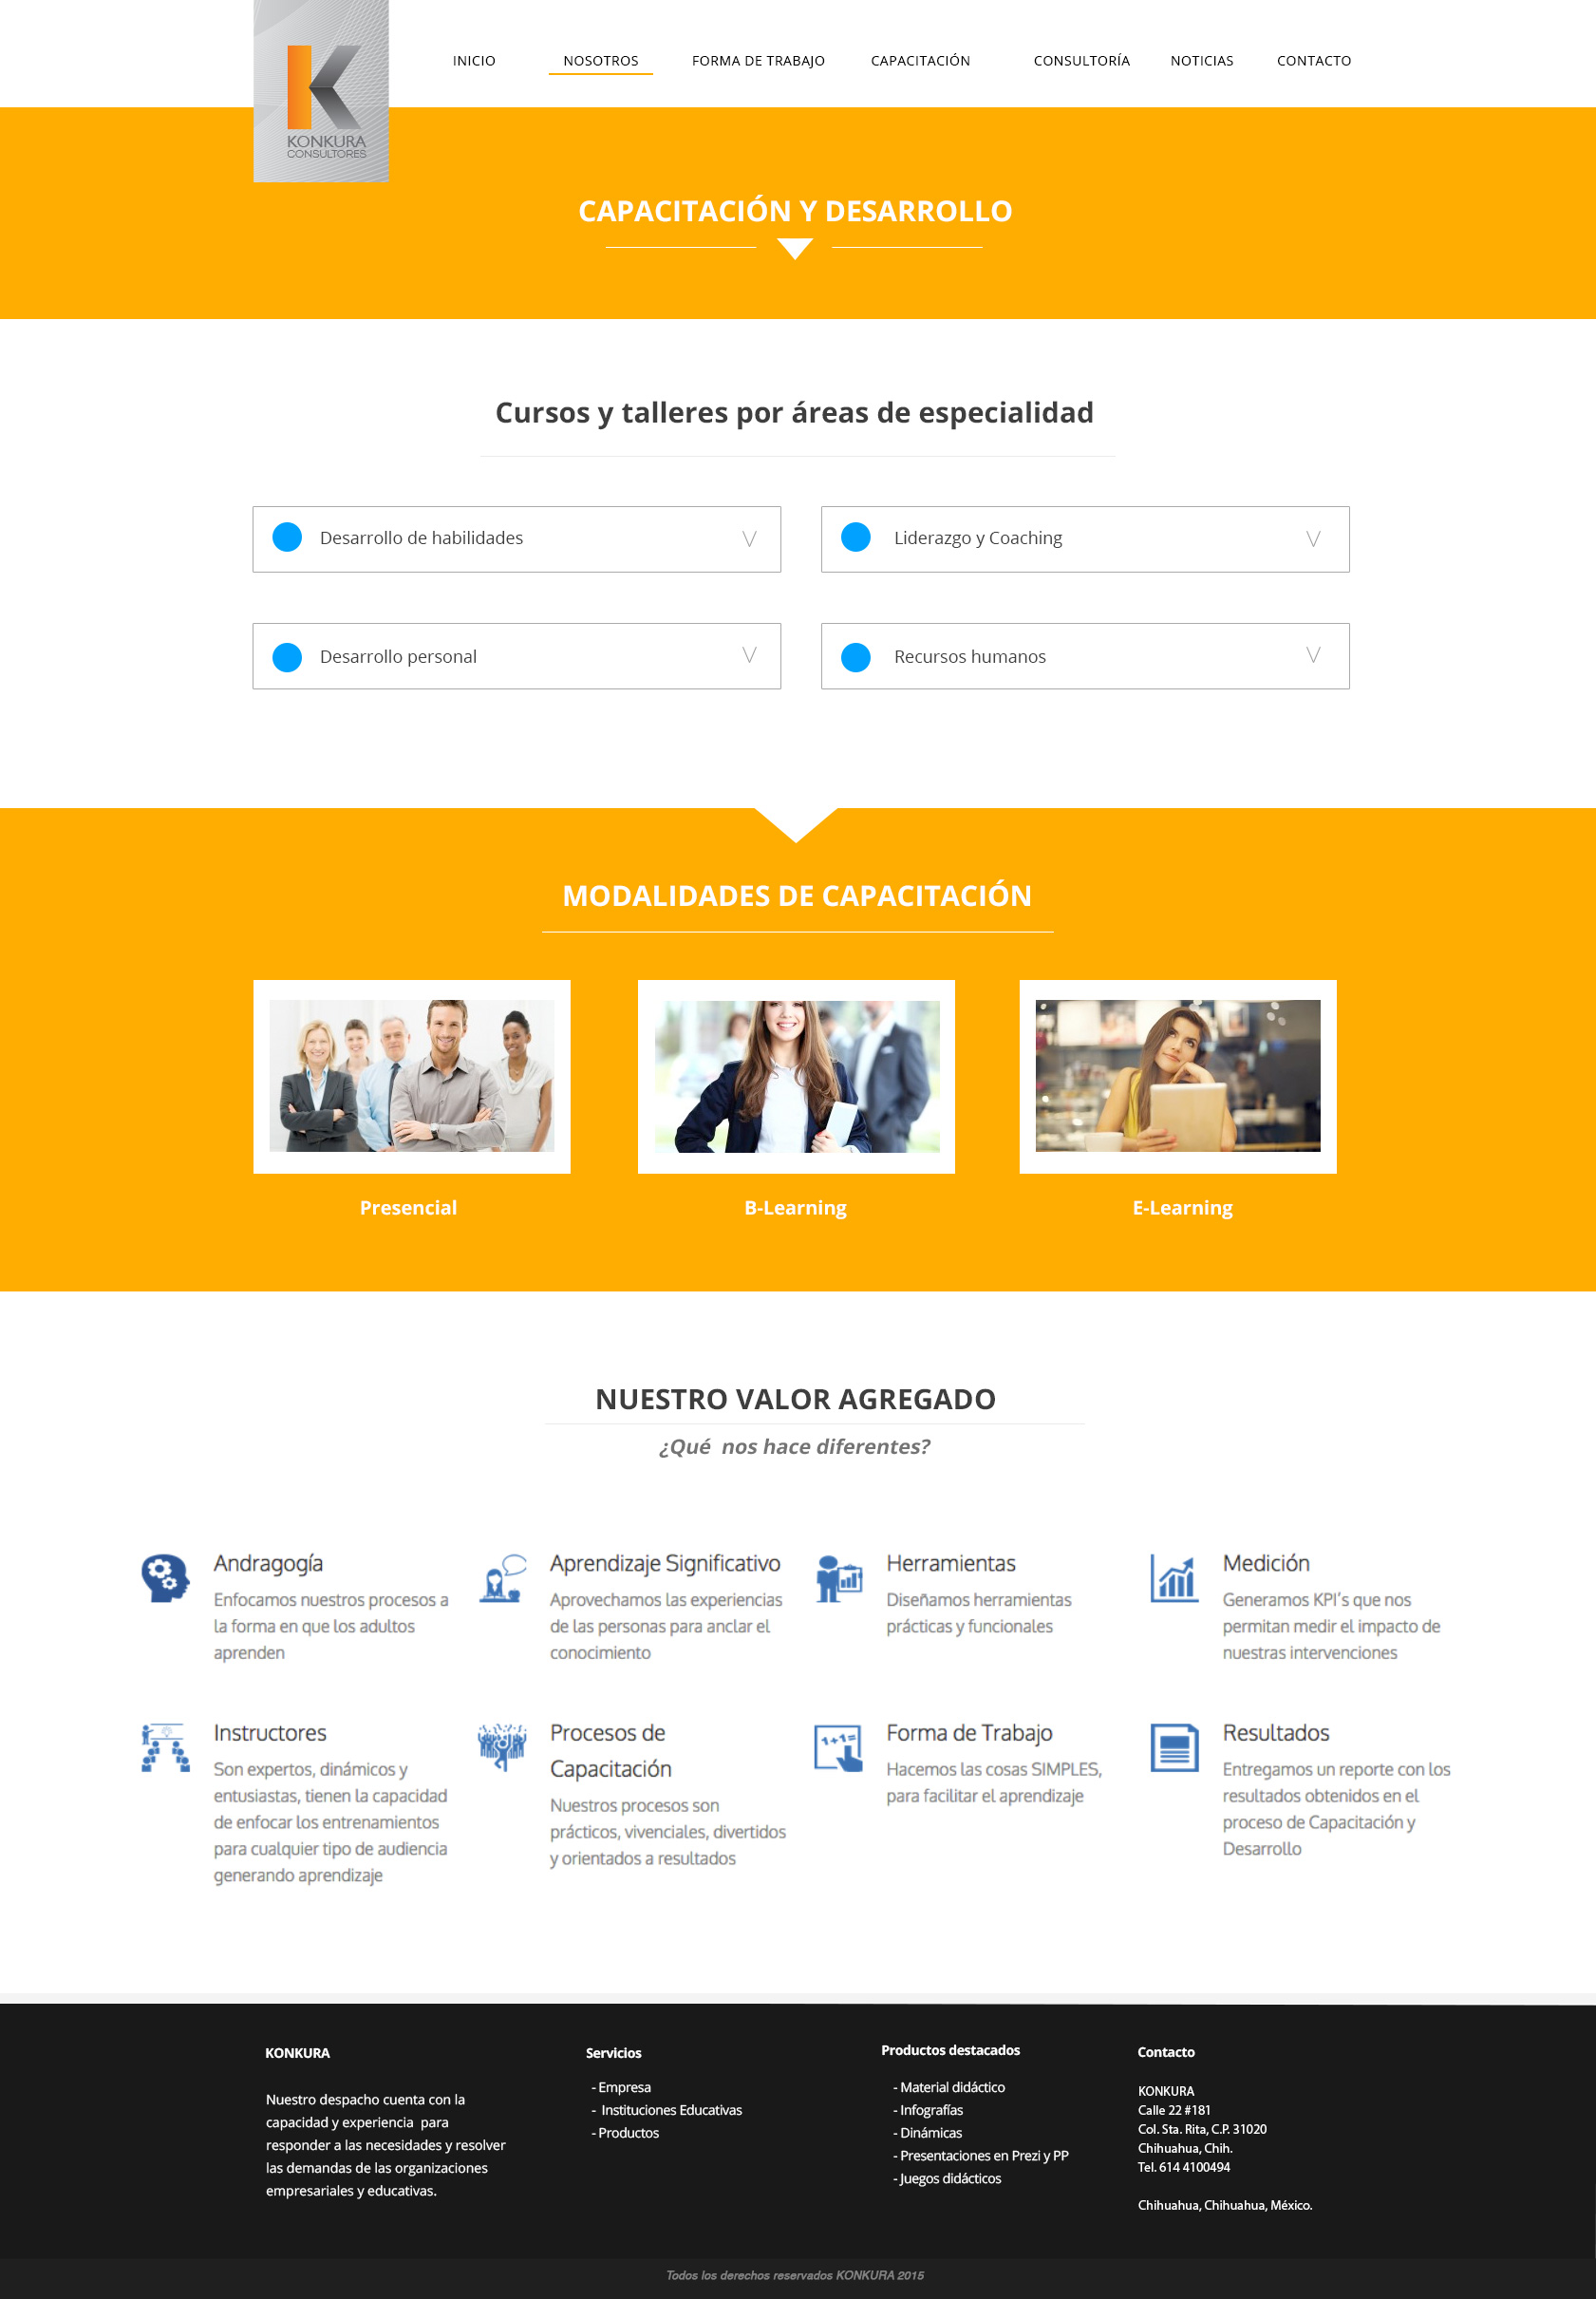 KONKURA
CONSULTORES
INICIO
NOSOTROS
FORMA DE TRABAJO
CAPACITACIÓN
CONSULTORÍA
NOTICIAS
CONTACTO
CAPACITACIÓN Y DESARROLLO
Cursos y talleres por áreas de especialidad
Desarrollo de habilidades
Liderazgo y Coaching
Desarrollo personal
Recursos humanos
MODALIDADES DE CAPACITACIÓN
Presencial
B-Learning
E-Learning
NUESTRO VALOR AGREGADO
¿Qué nos hace diferentes?
Andragogía
Enfocamos nuestros procesos a
la forma en que los adultos
aprenden
Aprendizaje Significativo
Aprovechamos las experiencias
de las personas para anclar el
conocimiento
Herramientas
Diseñamos herramientas
prácticas y funcionales
Medición
Generamos KPI's que nos
permitan medir el impacto de
nuestras intervenciones
Instructores
Son expertos, dinámicos y
entusiastas, tienen la capacidad
de enfocar los entrenamientos
para cualquier tipo de audiencia
generando aprendizaje
Procesos de
Capacitación
Nuestros procesos son
prácticos, vivenciales, divertidos
y orientados a resultados
1+1=
Forma de Trabajo
Hacemos las cosas SIMPLES,
para facilitar el aprendizaje
Resultados
Entregamos un reporte con los
resultados obtenidos en el
proceso de Capacitación y
Desarrollo
KONKURA
Nuestro despacho cuenta con la
capacidad y experiencia para
responder a las necesidades y resolver
las demandas de las organizaciones
empresariales y educativas.
Servicios
- Empresa
- Instituciones Educativas
- Productos
Productos destacados
- Material didáctico
- Infografías
- Dinámicas
- Presentaciones en Prezi y PP
- Juegos didácticos
Contacto
KONKURA
Calle 22 #181
Col. Sta. Rita, C.P. 31020
Chihuahua, Chih.
Tel. 614 4100494
Chihuahua, Chihuahua, México.
Todos los derechos reservados KONKURA 2015